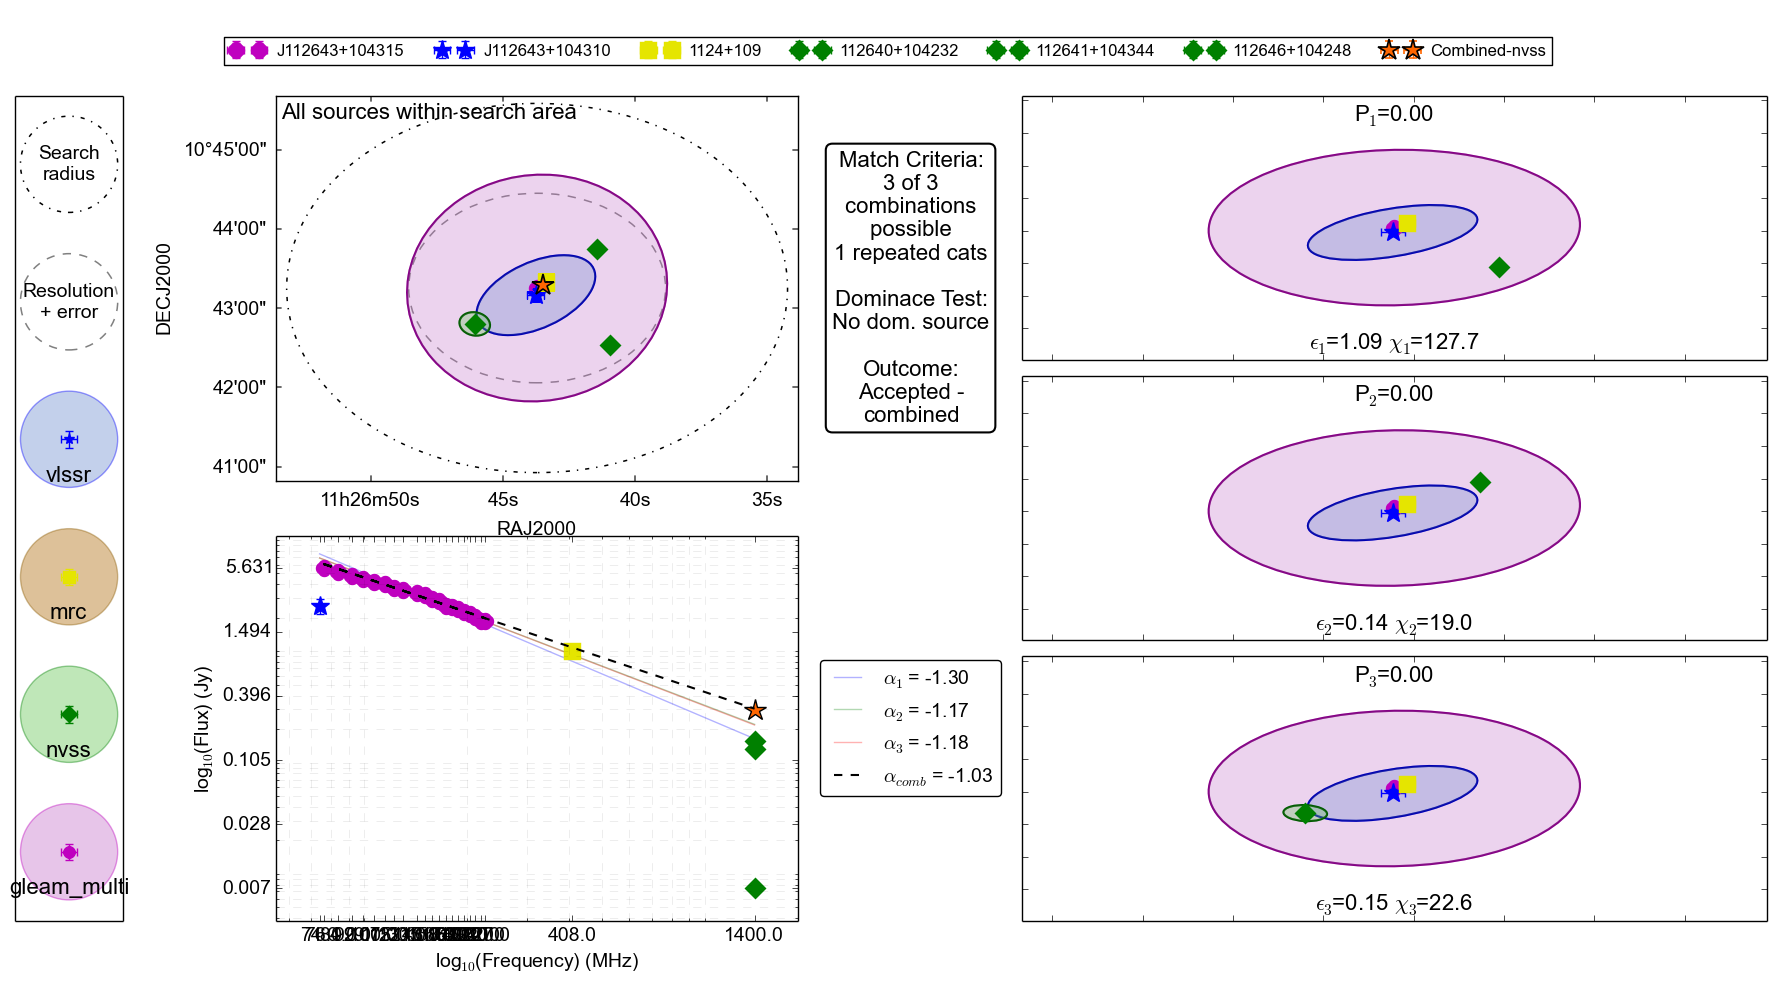 J112643+104315 J112643+104310 1124+109 112640+104232 112641+104344 112646+104248 Combined-nvss
Search
radius
Resolution
+ error
vlssr
mrc
nvss
gleam_multi
All sources within search area
DECJ2000
10°45'00"
44'00"
43'00"
42'00"
41'00"
11h26m50s 45s 40s 35s
RAJ2000
Match Criteria:
3 of 3
combinations
possible
1 repeated cats
Dominace Test:
No dom. source
Outcome:
Accepted -
combined
log₁₀(Flux) (Jy)
5.631
1.494
0.396
0.105
0.028
0.007
408.0 1400.0
log₁₀(Frequency) (MHz)
α₁ = -1.30
α₂ = -1.17
α₃ = -1.18
α_comb = -1.03
P₁=0.00
ϵ₁=1.09 χ₁=127.7
P₂=0.00
ϵ₂=0.14 χ₂=19.0
P₃=0.00
ϵ₃=0.15 χ₃=22.6